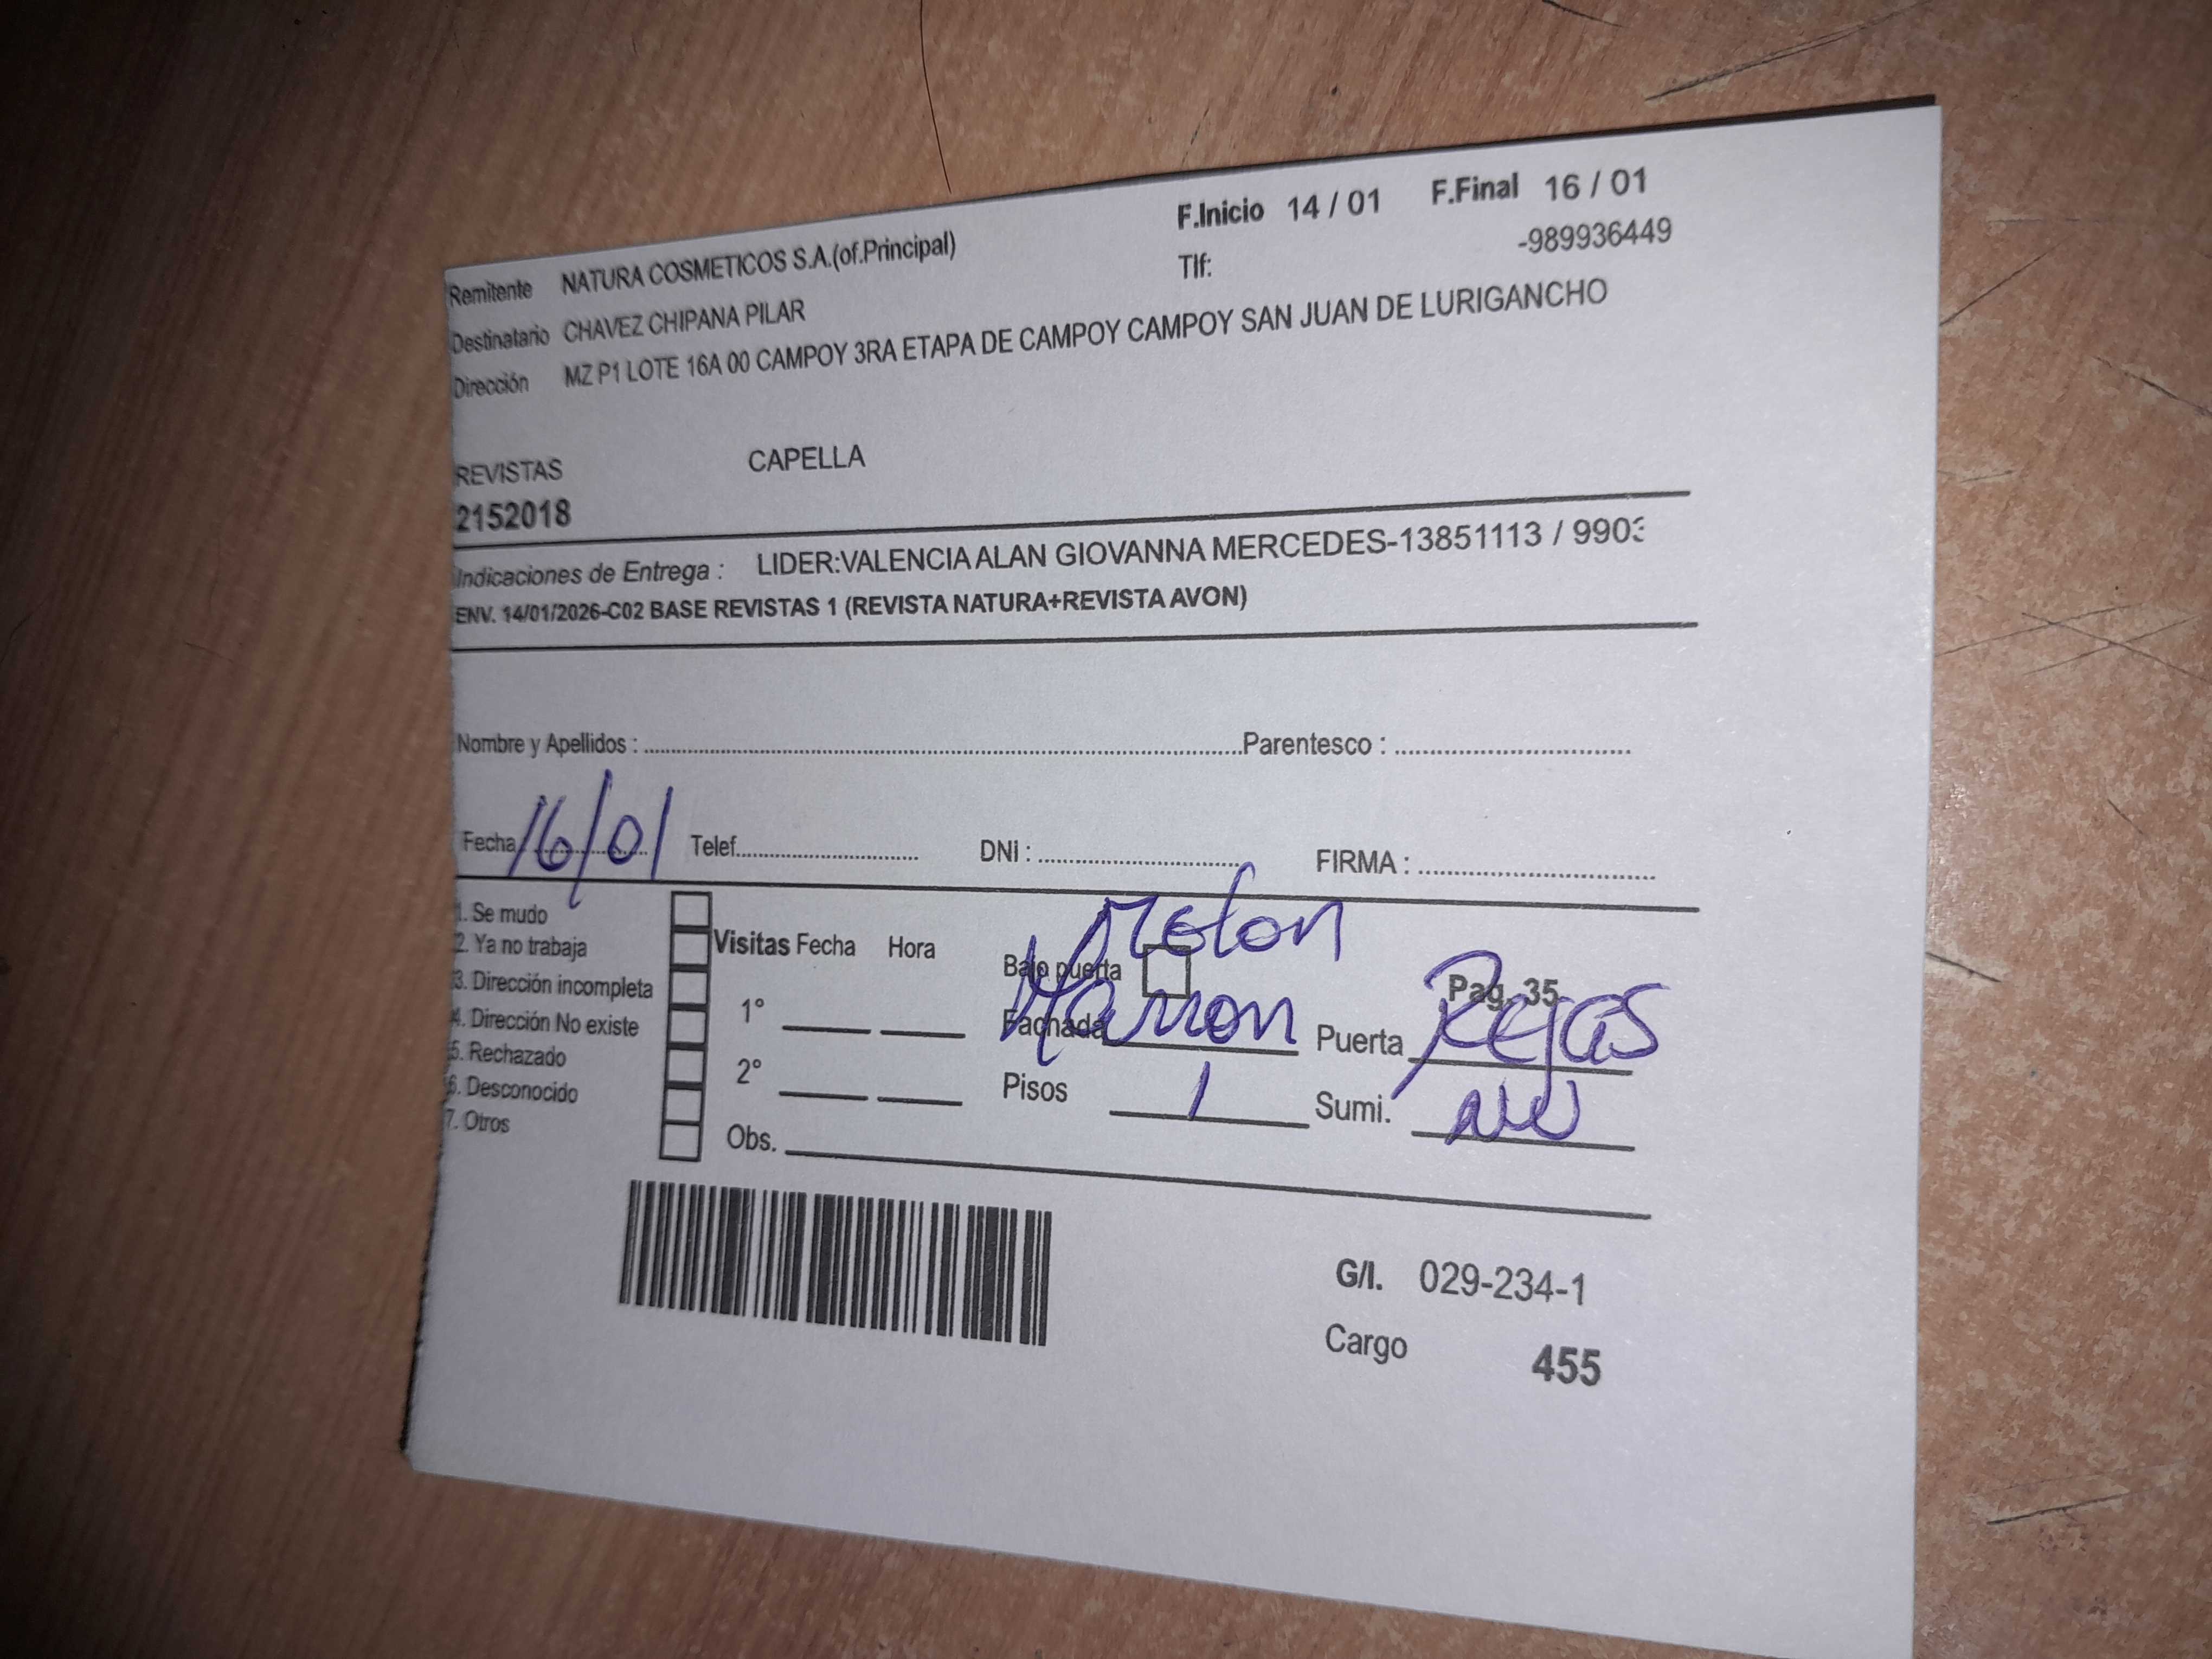 F.Inicio 14 / 01 F.Final 16 / 01
Remitente NATURA COSMETICOS S.A.(of.Principal) Tlf: -989936449
Destinatario CHAVEZ CHIPANA PILAR
Dirección MZ P1 LOTE 16A 00 CAMPOY 3RA ETAPA DE CAMPOY CAMPOY SAN JUAN DE LURIGANCHO
REVISTAS CAPELLA
2152018
Indicaciones de Entrega : LIDER:VALENCIA ALAN GIOVANNA MERCEDES-13851113 / 9903
ENV. 14/01/2026-C02 BASE REVISTAS 1 (REVISTA NATURA+REVISTA AVON)
Nombre y Apellidos : Parentesco :
Fecha 16/01 Telef. DNI : FIRMA :
1. Se mudo
2. Ya no trabaja
3. Dirección incompleta
4. Dirección No existe
5. Rechazado
6. Desconocido
7. Otros
Visitas Fecha Hora
1°
2°
Obs.
Melon
Bajo puerta Pag. 35
Fachada Marron Puerta Rejas
Pisos 1 Sumi.
G/I. 029-234-1
Cargo 455